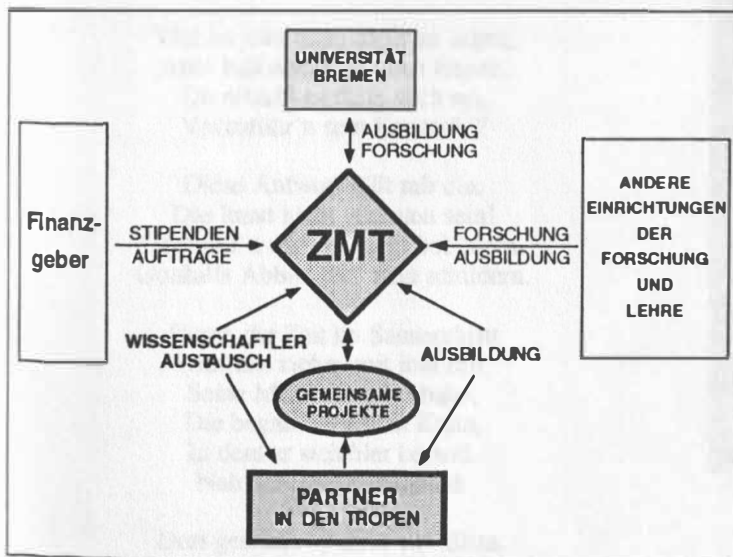 UNIVERSITÄT
BREMEN
AUSBILDUNG
FORSCHUNG
Finanz-
geber
STIPENDIEN
AUFTRÄGE
ZMT
FORSCHUNG
AUSBILDUNG
ANDERE
EINRICHTUNGEN
DER
FORSCHUNG
UND
LEHRE
WISSENSCHAFTLER
AUSTAUSCH
AUSBILDUNG
GEMEINSAME
PROJEKTE
PARTNER
IN DEN TROPEN